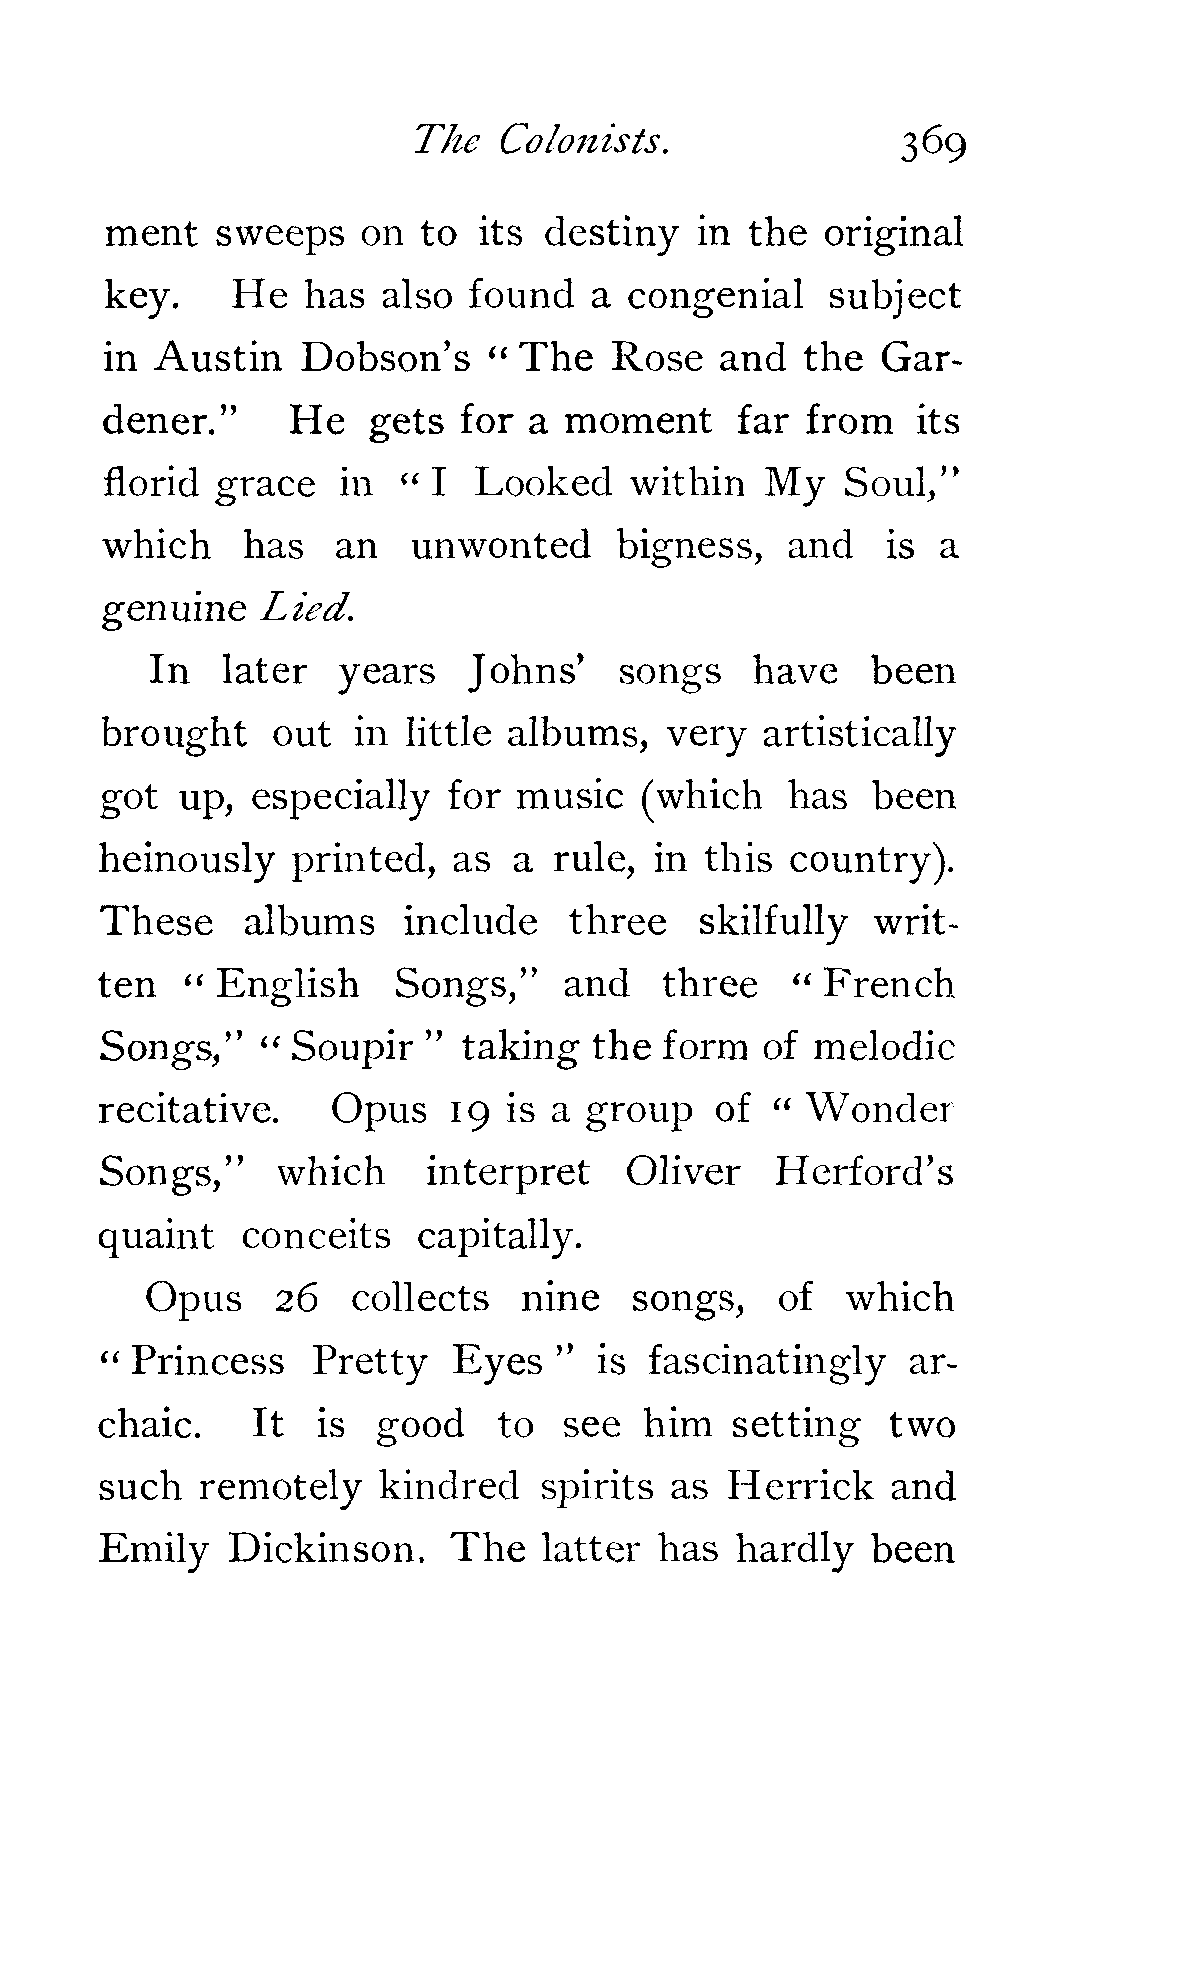 The Colonists. 369
ment sweeps on to its destiny in the original
key. He has also found a congenial subject
in Austin Dobson's “ The Rose and the Gar-
dener.” He gets for a moment far from its
florid grace in “ I Looked within My Soul,”
which has an unwonted bigness, and is a
genuine Lied.
In later years Johns' songs have been
brought out in little albums, very artistically
got up, especially for music (which has been
heinously printed, as a rule, in this country).
These albums include three skilfully writ-
ten “ English Songs,” and three “ French
Songs,” “ Soupir ” taking the form of melodic
recitative. Opus 19 is a group of “ Wonder
Songs,” which interpret Oliver Herford's
quaint conceits capitally.
Opus 26 collects nine songs, of which
“ Princess Pretty Eyes ” is fascinatingly ar-
chaic. It is good to see him setting two
such remotely kindred spirits as Herrick and
Emily Dickinson. The latter has hardly been